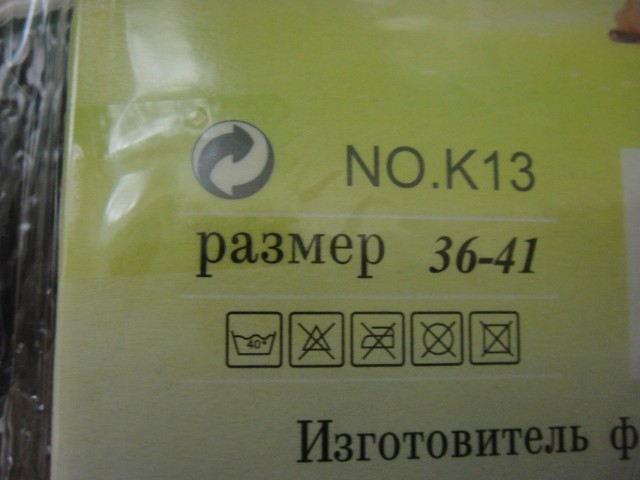 NO.K13
размер 36-41
40°
Изготовитель ф